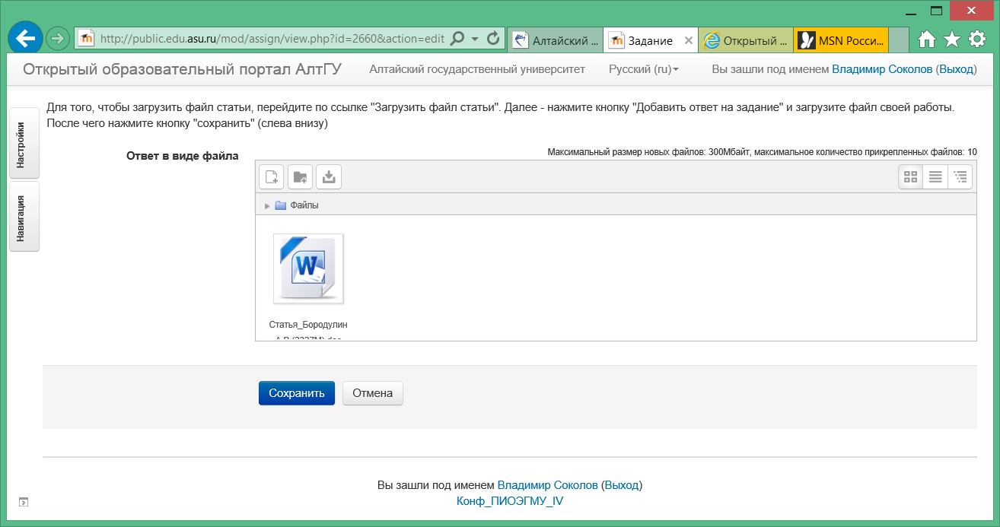 http://public.edu.asu.ru/mod/assign/view.php?id=2660&action=edit
Алтайский ...
Задание
Открытый ...
MSN Росси...
Открытый образовательный портал АлтГУ
Алтайский государственный университет
Русский (ru)
Вы зашли под именем Владимир Соколов (Выход)
Настройки
Навигация
Для того, чтобы загрузить файл статьи, перейдите по ссылке "Загрузить файл статьи". Далее - нажмите кнопку "Добавить ответ на задание" и загрузите файл своей работы.
После чего нажмите кнопку "сохранить" (слева внизу)
Ответ в виде файла
Максимальный размер новых файлов: 300Мбайт, максимальное количество прикрепленных файлов: 10
Файлы
W
Статья_Бородулин
Сохранить
Отмена
Вы зашли под именем Владимир Соколов (Выход)
Конф_ПИОЭГМУ_IV